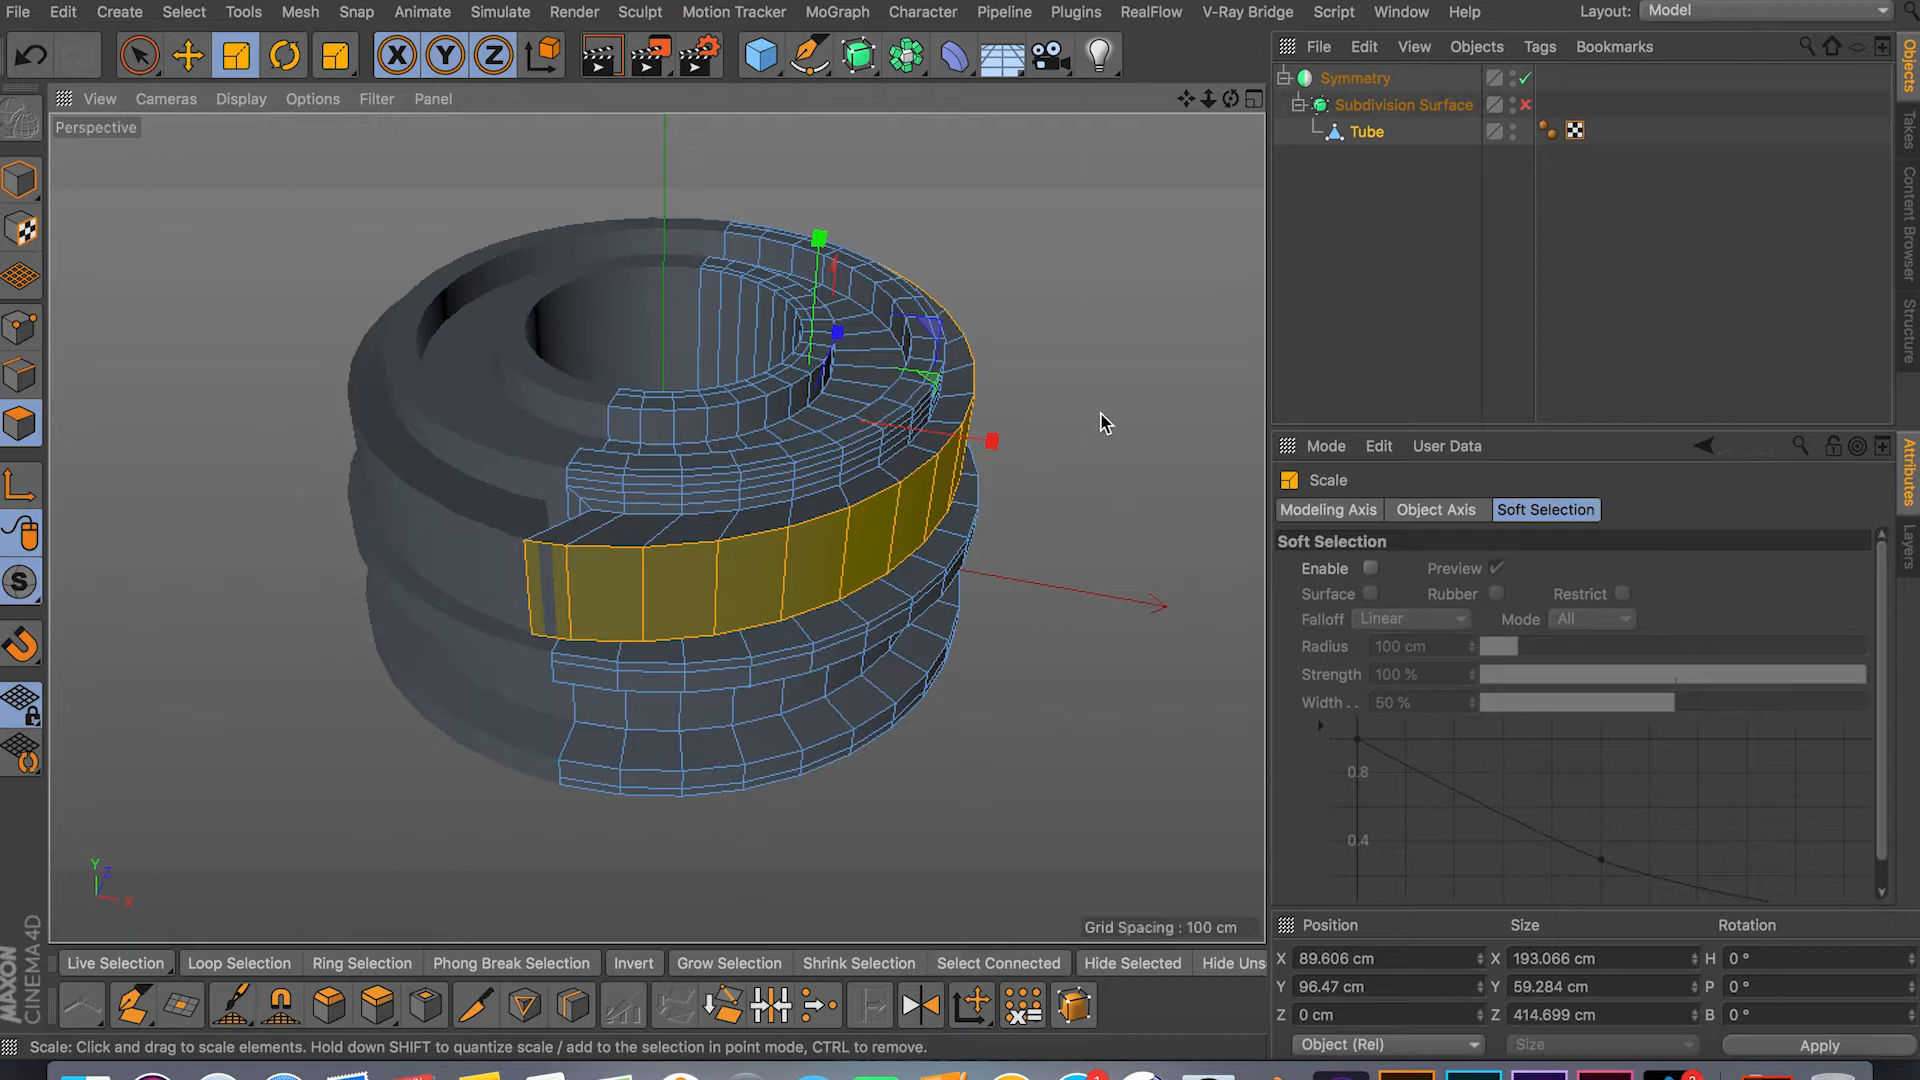 File Edit Create Select Tools Mesh Snap Animate Simulate Render Sculpt Motion Tracker MoGraph Character Pipeline Plugins RealFlow V-Ray Bridge Script Window Help Layout: Model
X Y Z
File Edit View Objects Tags Bookmarks
Symmetry
Subdivision Surface
Tube
View Cameras Display Options Filter Panel
Perspective
Objects
Takes
Content Browser
Structure
Attributes
Layers
Mode Edit User Data
Scale
Modeling Axis Object Axis Soft Selection
Soft Selection
Enable Preview
Surface Rubber Restrict
Falloff Linear Mode All
Radius 100 cm
Strength 100 %
Width . . 50 %
0.8
0.4
Y Z X
Grid Spacing : 100 cm
Position Size Rotation
X 89.606 cm X 193.066 cm H 0 °
Y 96.47 cm Y 59.284 cm P 0 °
Z 0 cm Z 414.699 cm B 0 °
Object (Rel) Size Apply
Live Selection Loop Selection Ring Selection Phong Break Selection Invert Grow Selection Shrink Selection Select Connected Hide Selected Hide Uns
MAXON
CINEMA 4D
Scale: Click and drag to scale elements. Hold down SHIFT to quantize scale / add to the selection in point mode, CTRL to remove.